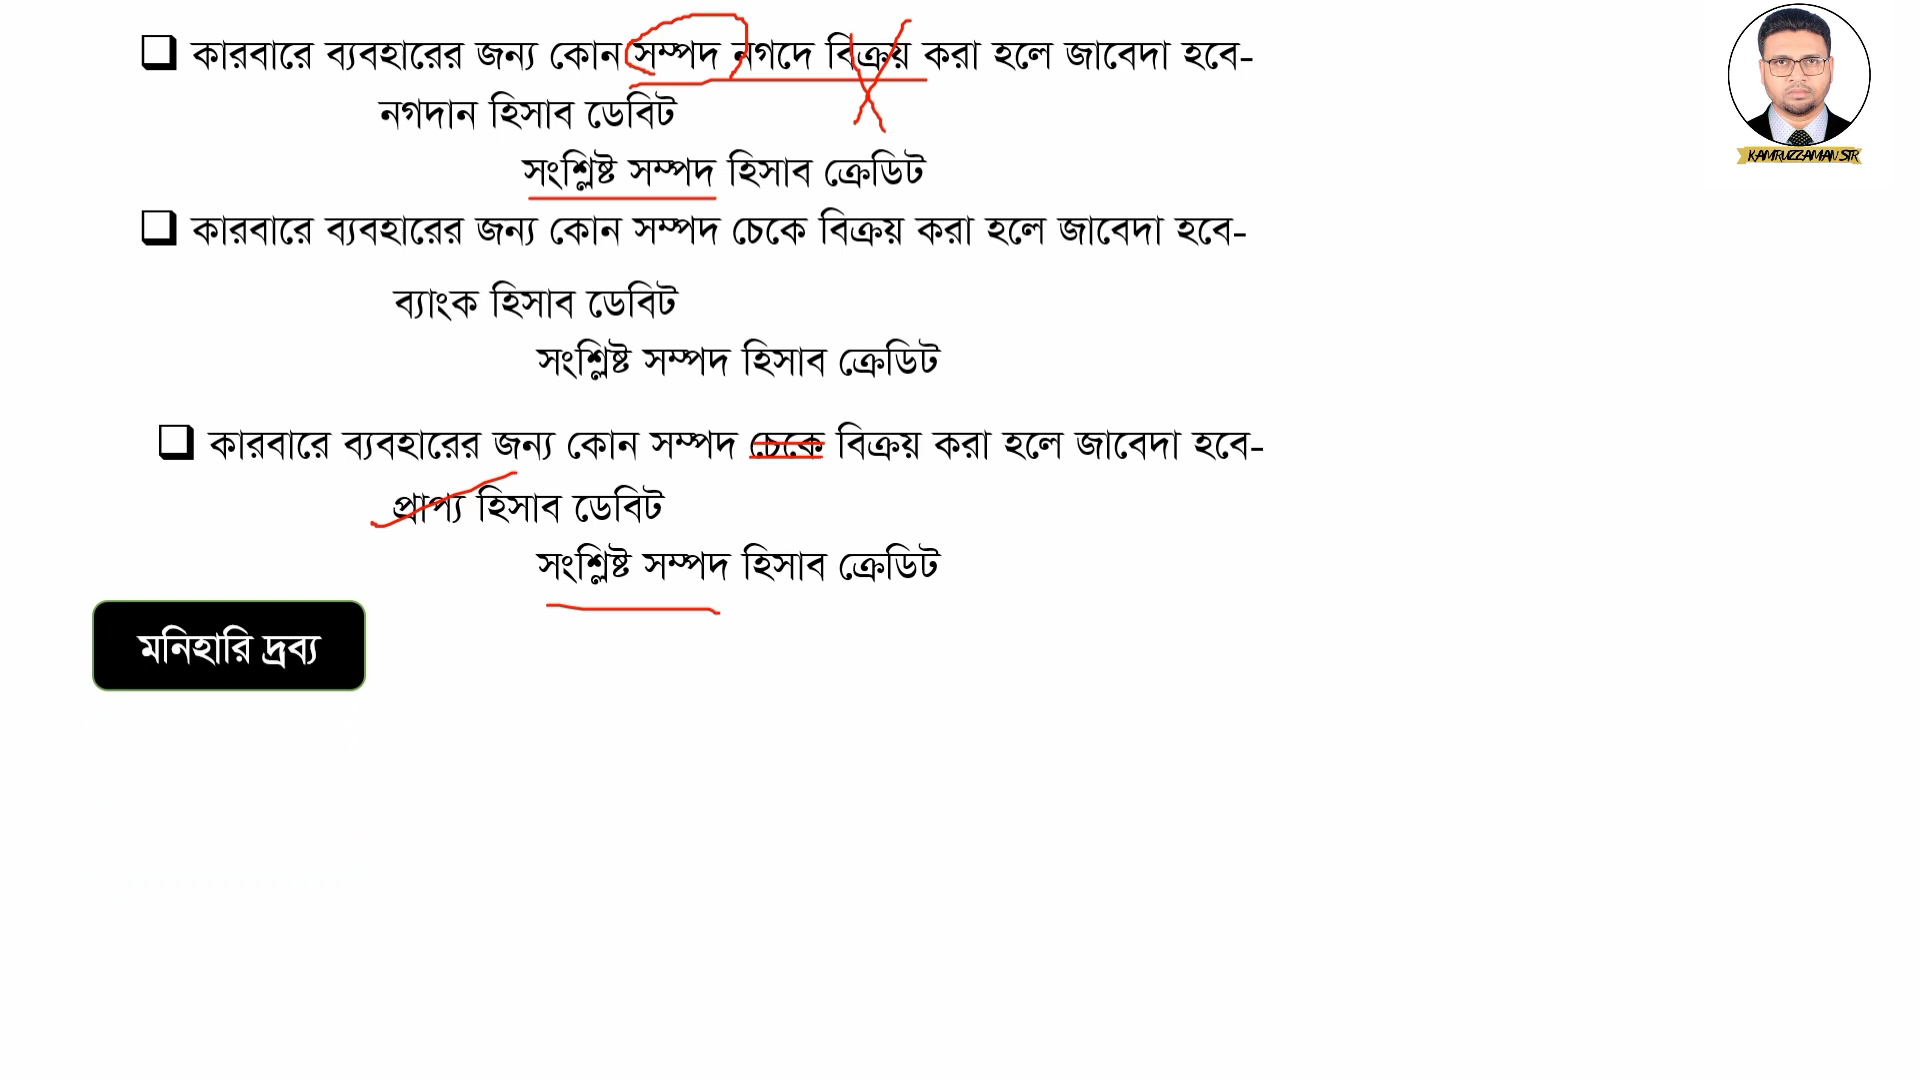 কারবারে ব্যবহারের জন্য কোন সম্পদ নগদে বিক্রয় করা হলে জাবেদা হবে-
নগদান হিসাব ডেবিট
সংশ্লিষ্ট সম্পদ হিসাব ক্রেডিট
কারবারে ব্যবহারের জন্য কোন সম্পদ চেকে বিক্রয় করা হলে জাবেদা হবে-
ব্যাংক হিসাব ডেবিট
সংশ্লিষ্ট সম্পদ হিসাব ক্রেডিট
কারবারে ব্যবহারের জন্য কোন সম্পদ চেকে বিক্রয় করা হলে জাবেদা হবে-
প্রাপ্য হিসাব ডেবিট
সংশ্লিষ্ট সম্পদ হিসাব ক্রেডিট
মনিহারি দ্রব্য
KAMRUZZAMAN SIR